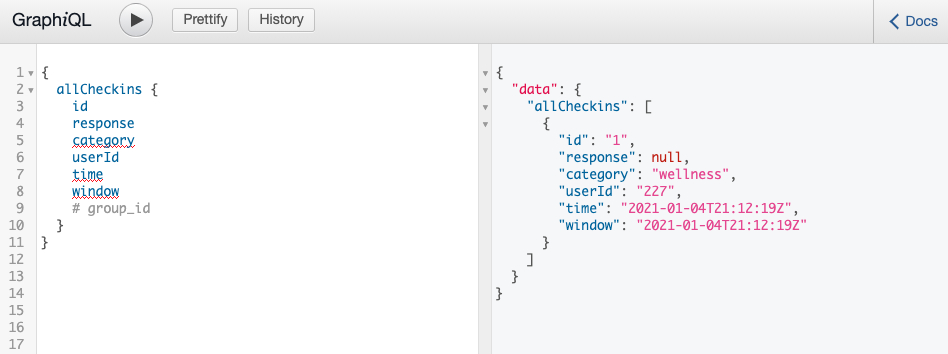 GraphiQL Prettify History Docs
1 {
2 allCheckins {
3 id
4 response
5 category
6 userId
7 time
8 window
9 # group_id
10 }
11 }
12
13
14
15
16
17
{
"data": {
"allCheckins": [
{
"id": "1",
"response": null,
"category": "wellness",
"userId": "227",
"time": "2021-01-04T21:12:19Z",
"window": "2021-01-04T21:12:19Z"
}
]
}
}